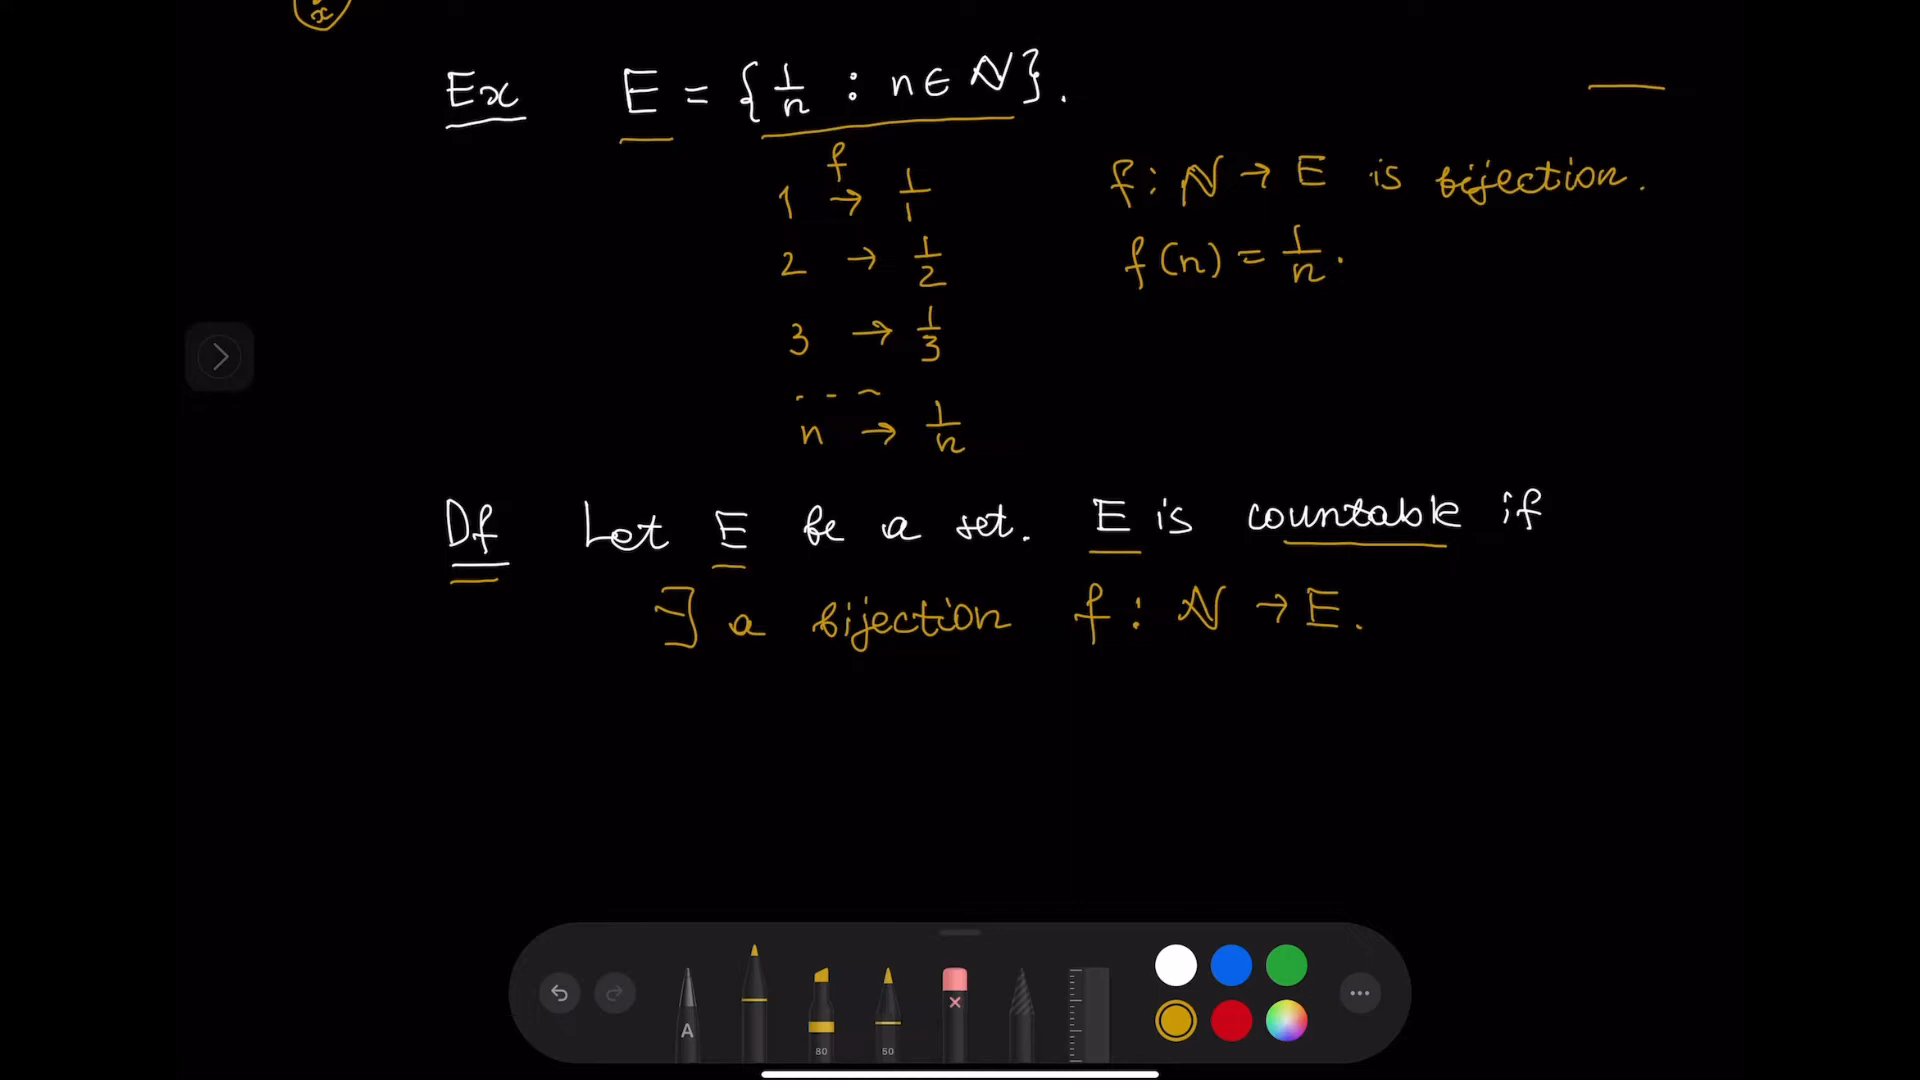 x
Ex E = {1/n : n ∈ ℕ}.
f
1 → 1/1 f : ℕ → E is bijection.
2 → 1/2 f(n) = 1/n.
3 → 1/3
. - ~
n → 1/n
Df Let E be a set. E is countable if
∃ a bijection f : ℕ → E.
A 80 50